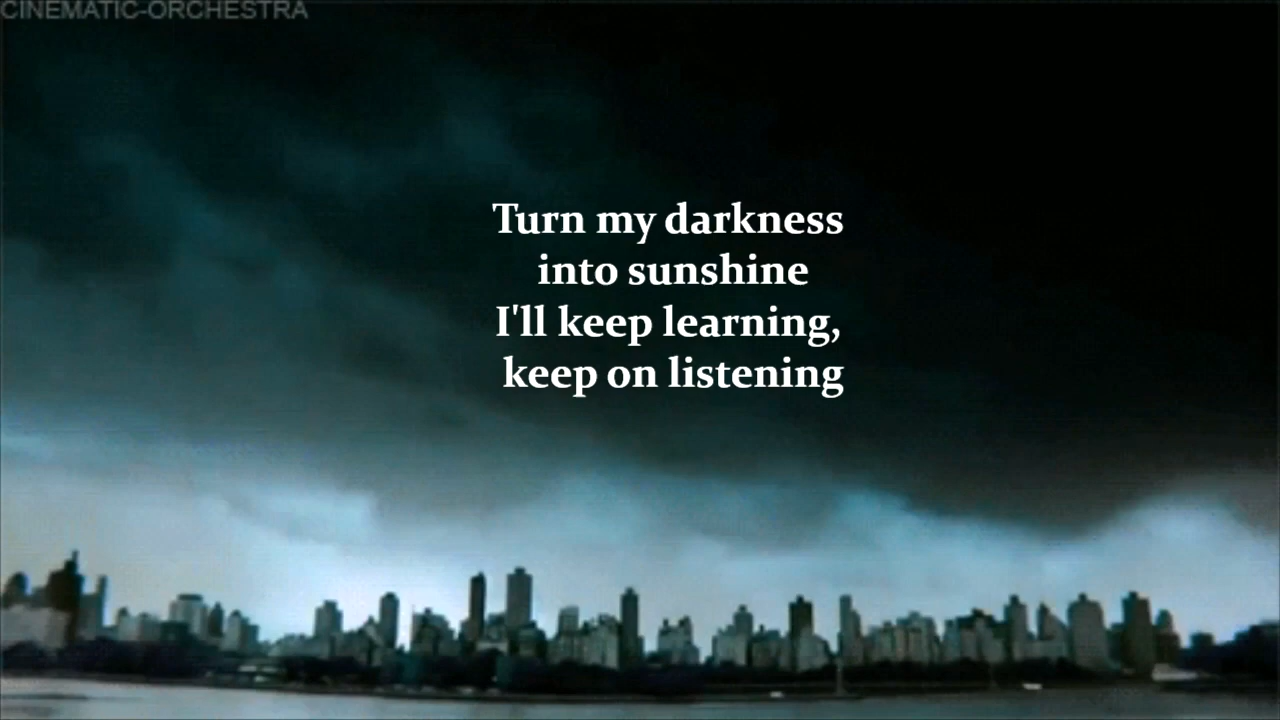 CINEMATIC-ORCHESTRA
Turn my darkness
into sunshine
I'll keep learning,
keep on listening